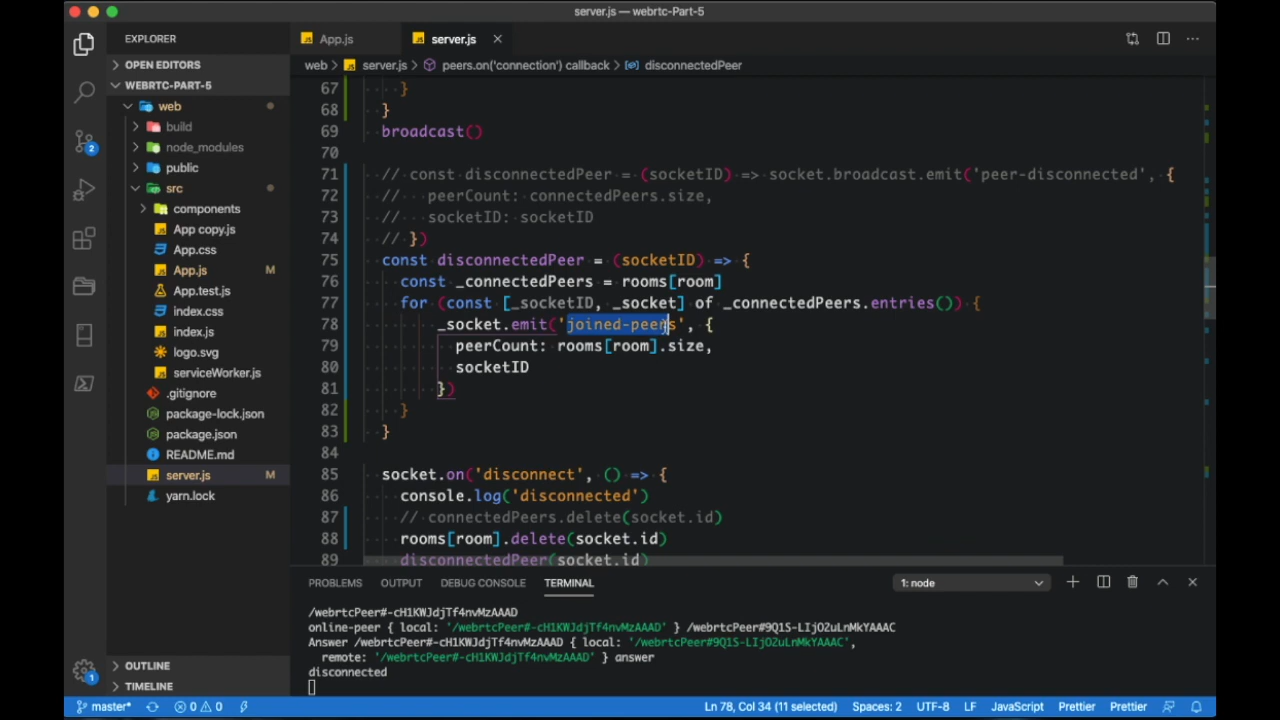 server.js — webrtc-Part-5
EXPLORER
App.js
server.js
OPEN EDITORS
web > server.js > peers.on('connection') callback > disconnectedPeer
WEBRTC-PART-5
web
build
node_modules
public
src
components
App copy.js
App.css
App.js M
App.test.js
index.css
index.js
logo.svg
serviceWorker.js
.gitignore
package-lock.json
package.json
README.md
server.js M
yarn.lock
OUTLINE
TIMELINE
2
1
67 }
68 }
69 broadcast()
70
71 // const disconnectedPeer = (socketID) => socket.broadcast.emit('peer-disconnected', {
72 // peerCount: connectedPeers.size,
73 // socketID: socketID
74 // })
75 const disconnectedPeer = (socketID) => {
76 const _connectedPeers = rooms[room]
77 for (const [_socketID, _socket] of _connectedPeers.entries()) {
78 _socket.emit('joined-peers', {
79 peerCount: rooms[room].size,
80 socketID
81 })
82 }
83 }
84
85 socket.on('disconnect', () => {
86 console.log('disconnected')
87 // connectedPeers.delete(socket.id)
88 rooms[room].delete(socket.id)
89 disconnectedPeer(socket.id)
PROBLEMS OUTPUT DEBUG CONSOLE TERMINAL 1: node
/webrtcPeer#-cH1KWJdjTf4nvMzAAAD
online-peer { local: '/webrtcPeer#-cH1KWJdjTf4nvMzAAAD' } /webrtcPeer#9Q1S-LIjO2uLnMkYAAAC
Answer /webrtcPeer#-cH1KWJdjTf4nvMzAAAD { local: '/webrtcPeer#9Q1S-LIjO2uLnMkYAAAC',
remote: '/webrtcPeer#-cH1KWJdjTf4nvMzAAAD' } answer
disconnected
master* 0 0 Ln 78, Col 34 (11 selected) Spaces: 2 UTF-8 LF JavaScript Prettier Prettier